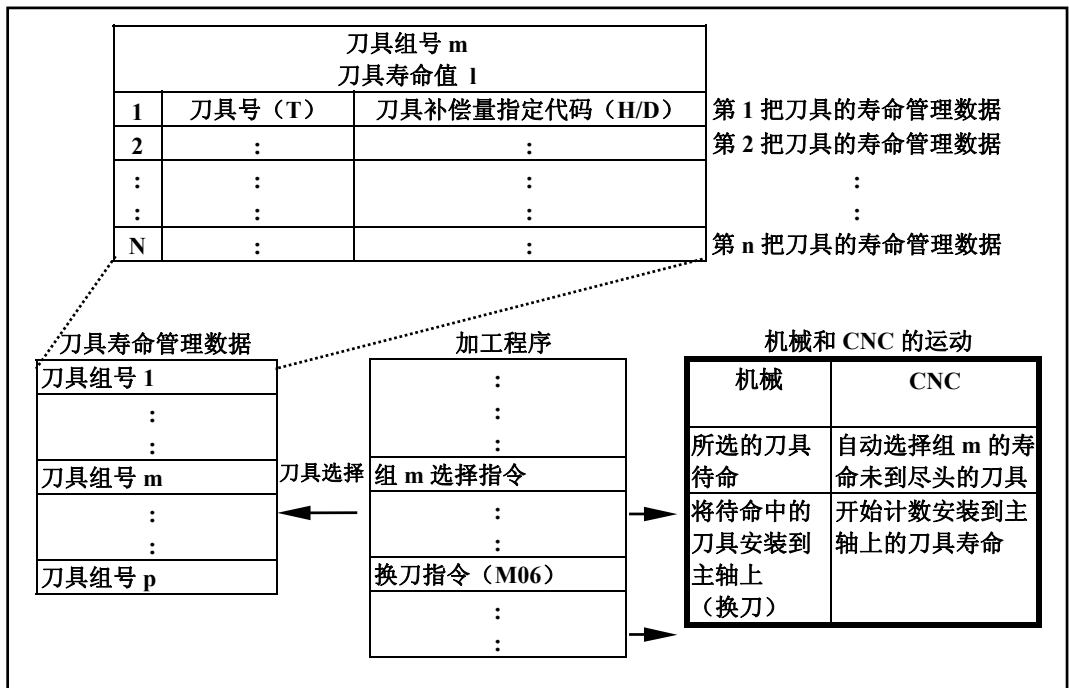 刀具组号 m
刀具寿命值 l
1 刀具号（T） 刀具补偿量指定代码（H/D） 第 1 把刀具的寿命管理数据
2 : : 第 2 把刀具的寿命管理数据
: : : :
: : : :
N : : 第 n 把刀具的寿命管理数据
刀具寿命管理数据
刀具组号 1
:
:
刀具组号 m
:
:
刀具组号 p
刀具选择
加工程序
:
:
组 m 选择指令
:
:
换刀指令（M06）
:
:
机械和 CNC 的运动
机械 CNC
所选的刀具
待命
自动选择组 m 的寿
命未到尽头的刀具
将待命中的
刀具安装到
主轴上
（换刀）
开始计数安装到主
轴上的刀具寿命